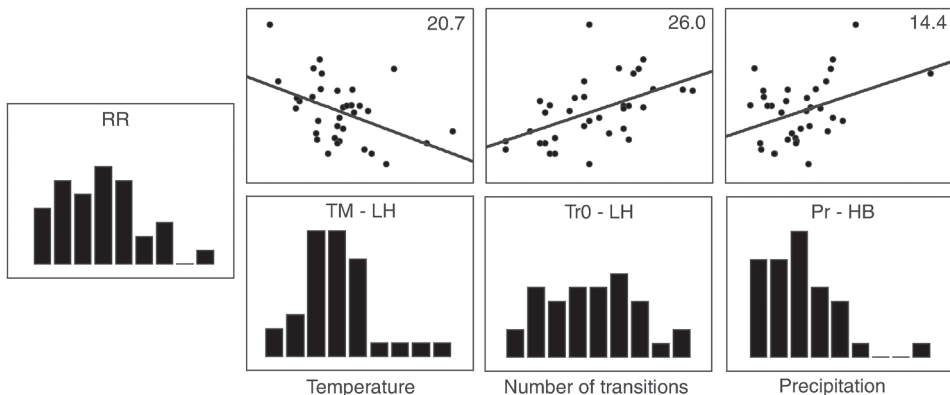 20.7
26.0
14.4
RR
TM - LH
Tr0 - LH
Pr - HB
Temperature
Number of transitions
Precipitation